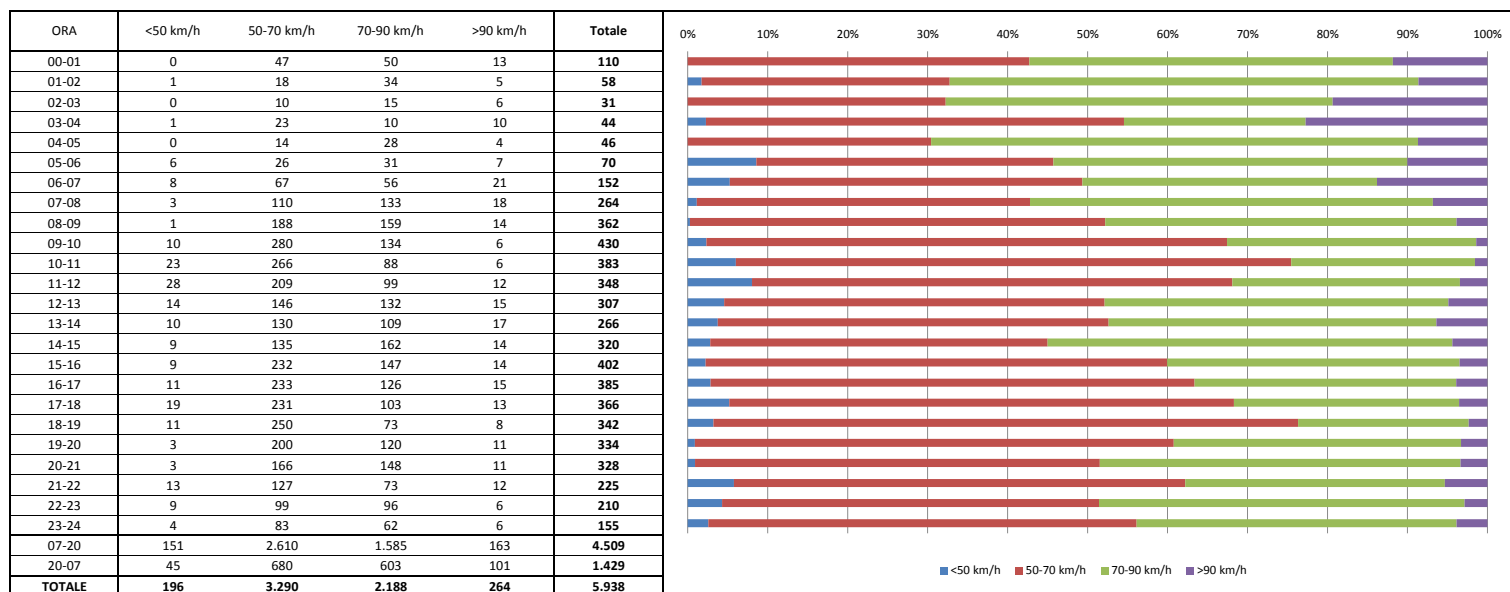 ORA <50 km/h 50-70 km/h 70-90 km/h >90 km/h Totale
0% 10% 20% 30% 40% 50% 60% 70% 80% 90% 100%
00-01 0 47 50 13 110
01-02 1 18 34 5 58
02-03 0 10 15 6 31
03-04 1 23 10 10 44
04-05 0 14 28 4 46
05-06 6 26 31 7 70
06-07 8 67 56 21 152
07-08 3 110 133 18 264
08-09 1 188 159 14 362
09-10 10 280 134 6 430
10-11 23 266 88 6 383
11-12 28 209 99 12 348
12-13 14 146 132 15 307
13-14 10 130 109 17 266
14-15 9 135 162 14 320
15-16 9 232 147 14 402
16-17 11 233 126 15 385
17-18 19 231 103 13 366
18-19 11 250 73 8 342
19-20 3 200 120 11 334
20-21 3 166 148 11 328
21-22 13 127 73 12 225
22-23 9 99 96 6 210
23-24 4 83 62 6 155
07-20 151 2.610 1.585 163 4.509
20-07 45 680 603 101 1.429
TOTALE 196 3.290 2.188 264 5.938
<50 km/h 50-70 km/h 70-90 km/h >90 km/h